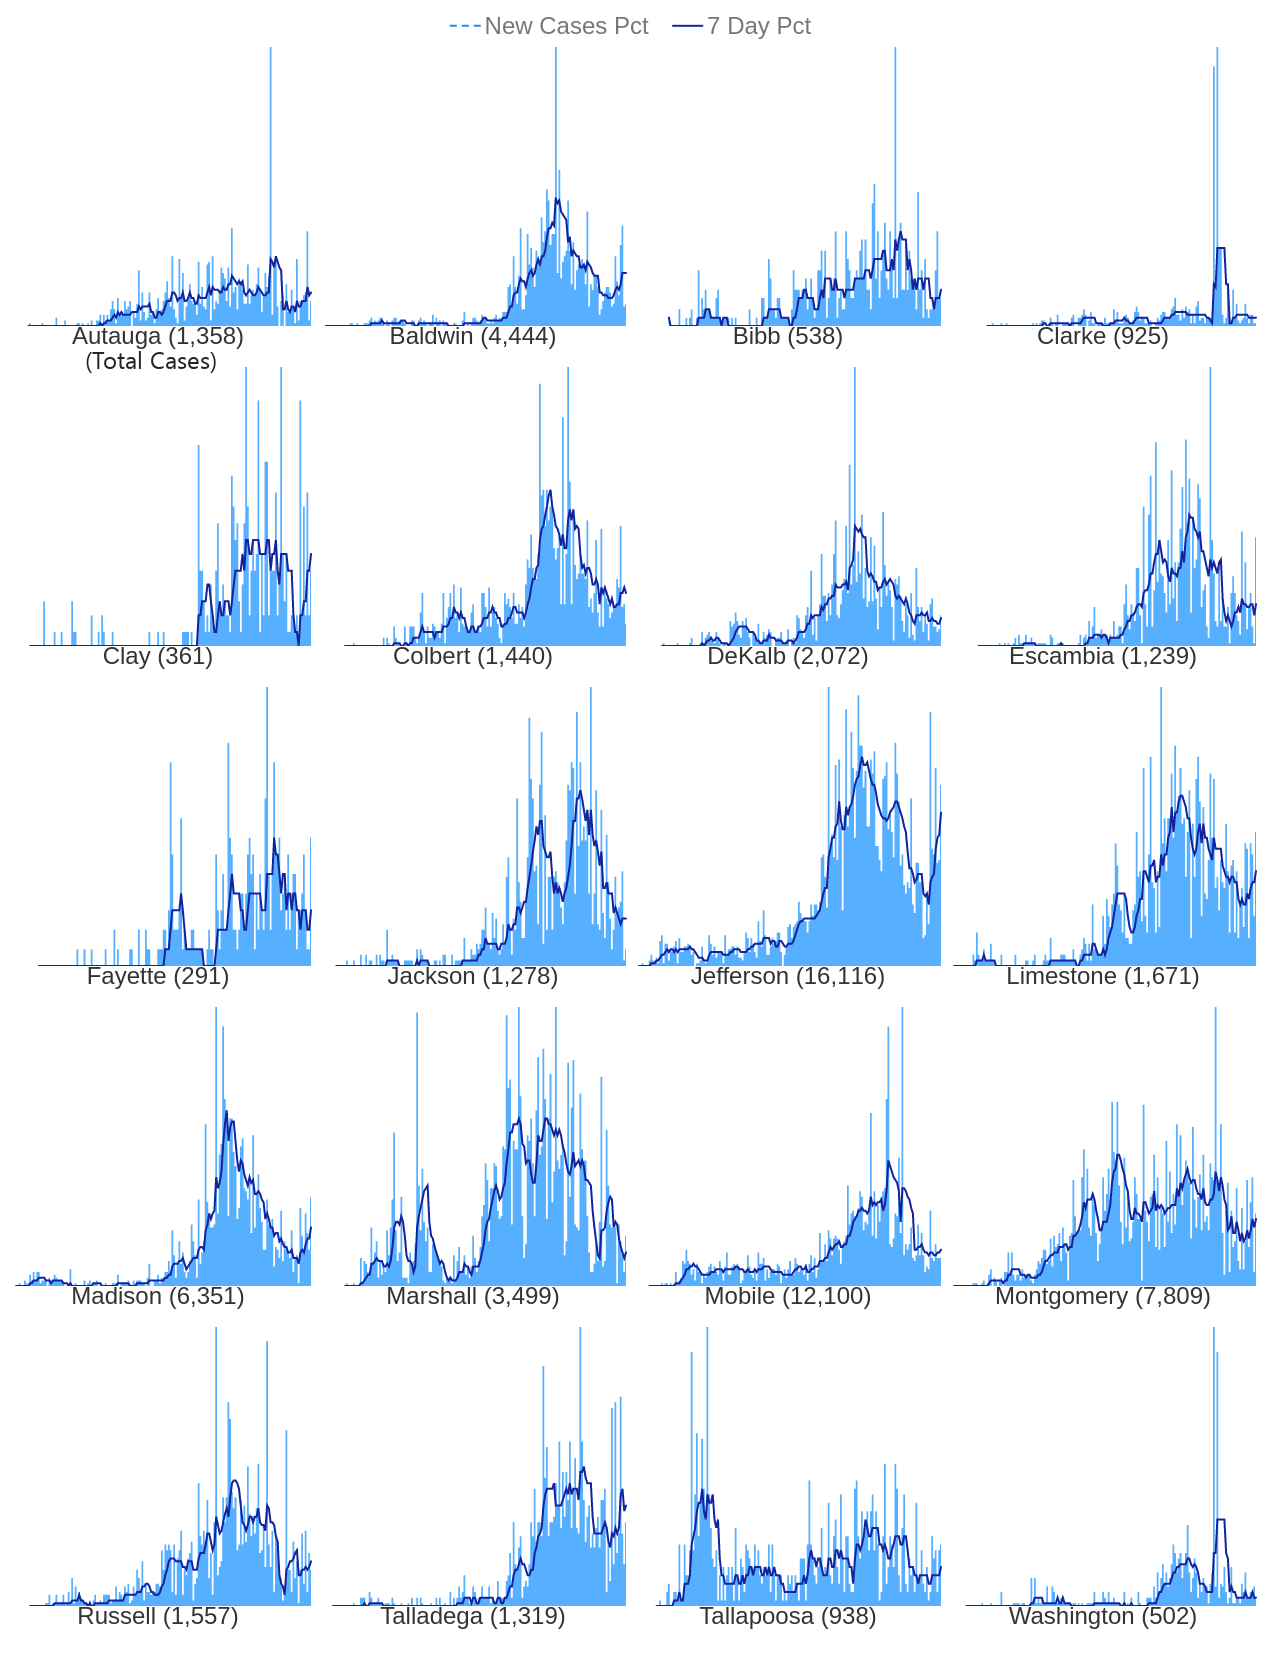 New Cases Pct 7 Day Pct
Autauga (1,358) Baldwin (4,444) Bibb (538) Clarke (925)
(Total Cases)
Clay (361) Colbert (1,440) DeKalb (2,072) Escambia (1,239)
Fayette (291) Jackson (1,278) Jefferson (16,116) Limestone (1,671)
Madison (6,351) Marshall (3,499) Mobile (12,100) Montgomery (7,809)
Russell (1,557) Talladega (1,319) Tallapoosa (938) Washington (502)